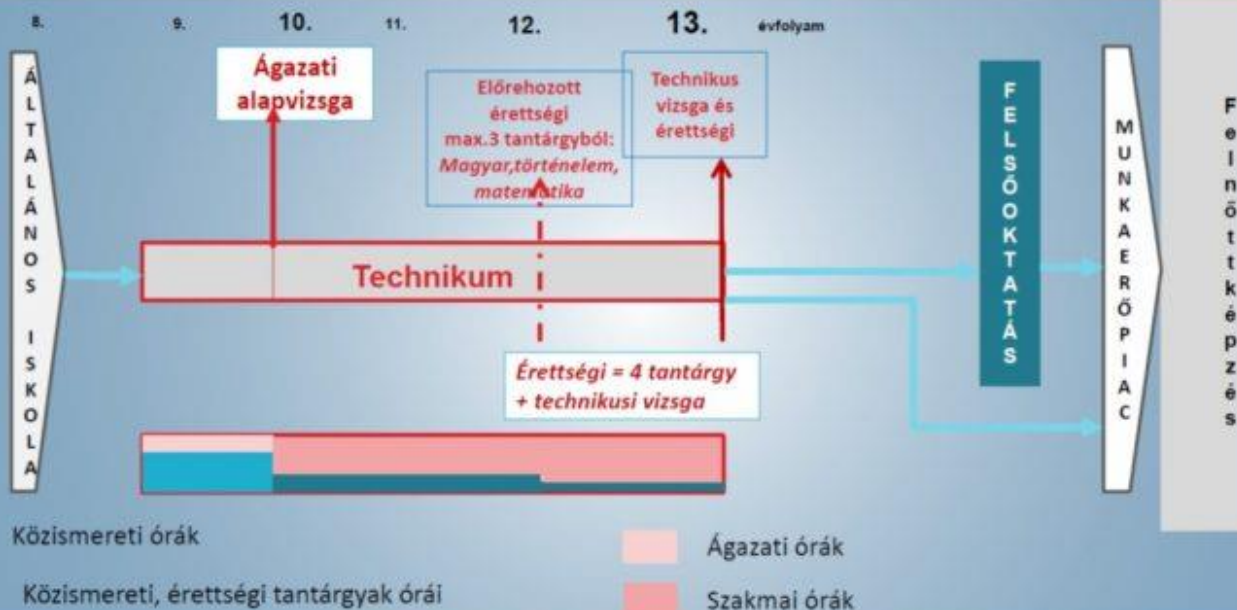 8. 9. 10. 11. 12. 13. évfolyam
ÁLTALÁNOS ISKOLA
Ágazati
alapvizsga
Előrehozott
érettségi
max.3 tantárgyból:
Magyar,történelem,
matematika
Technikus
vizsga és
érettségi
Technikum
Érettségi = 4 tantárgy
+ technikusi vizsga
FELSŐOKTATÁS
MUNKAERŐPIAC
Felnőttképzés
Közismereti órák
Ágazati órák
Közismereti, érettségi tantárgyak órái
Szakmai órák